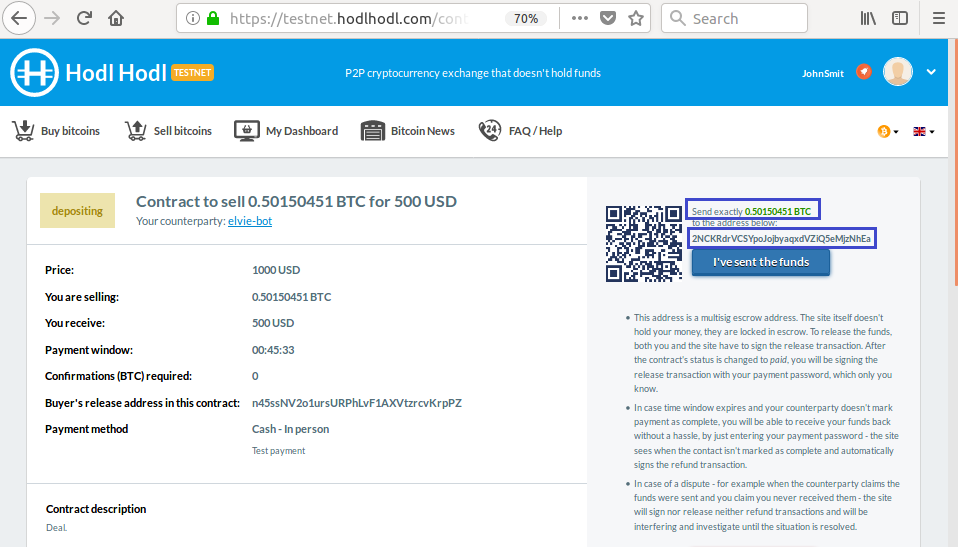 https://testnet.hodlhodl.com/cont
70%
Search
Hodl Hodl TESTNET
P2P cryptocurrency exchange that doesn't hold funds
JohnSmit
Buy bitcoins
Sell bitcoins
My Dashboard
Bitcoin News
24
FAQ / Help
depositing
Contract to sell 0.50150451 BTC for 500 USD
Your counterparty: elvie-bot
Price: 1000 USD
You are selling: 0.50150451 BTC
You receive: 500 USD
Payment window: 00:45:33
Confirmations (BTC) required: 0
Buyer's release address in this contract: n45ssNV2o1ursURPhLvF1AXVtzrcvKrpPZ
Payment method Cash - In person
Test payment
Contract description
Deal.
Send exactly 0.50150451 BTC
to the address below:
2NCKRdrVCSYpoJojbyaqxdVZiQ5eMjzNhEa
I've sent the funds
• This address is a multisig escrow address. The site itself doesn't
hold your money, they are locked in escrow. To release the funds,
both you and the site have to sign the release transaction. After
the contract's status is changed to paid, you will be signing the
release transaction with your payment password, which only you
know.
• In case time window expires and your counterparty doesn't mark
payment as complete, you will be able to receive your funds back
without a hassle, by just entering your payment password - the site
sees when the contact isn't marked as complete and automatically
signs the refund transaction.
• In case of a dispute - for example when the counterparty claims the
funds were sent and you claim you never received them - the site
will sign nor release neither refund transactions and will be
interfering and investigate until the situation is resolved.